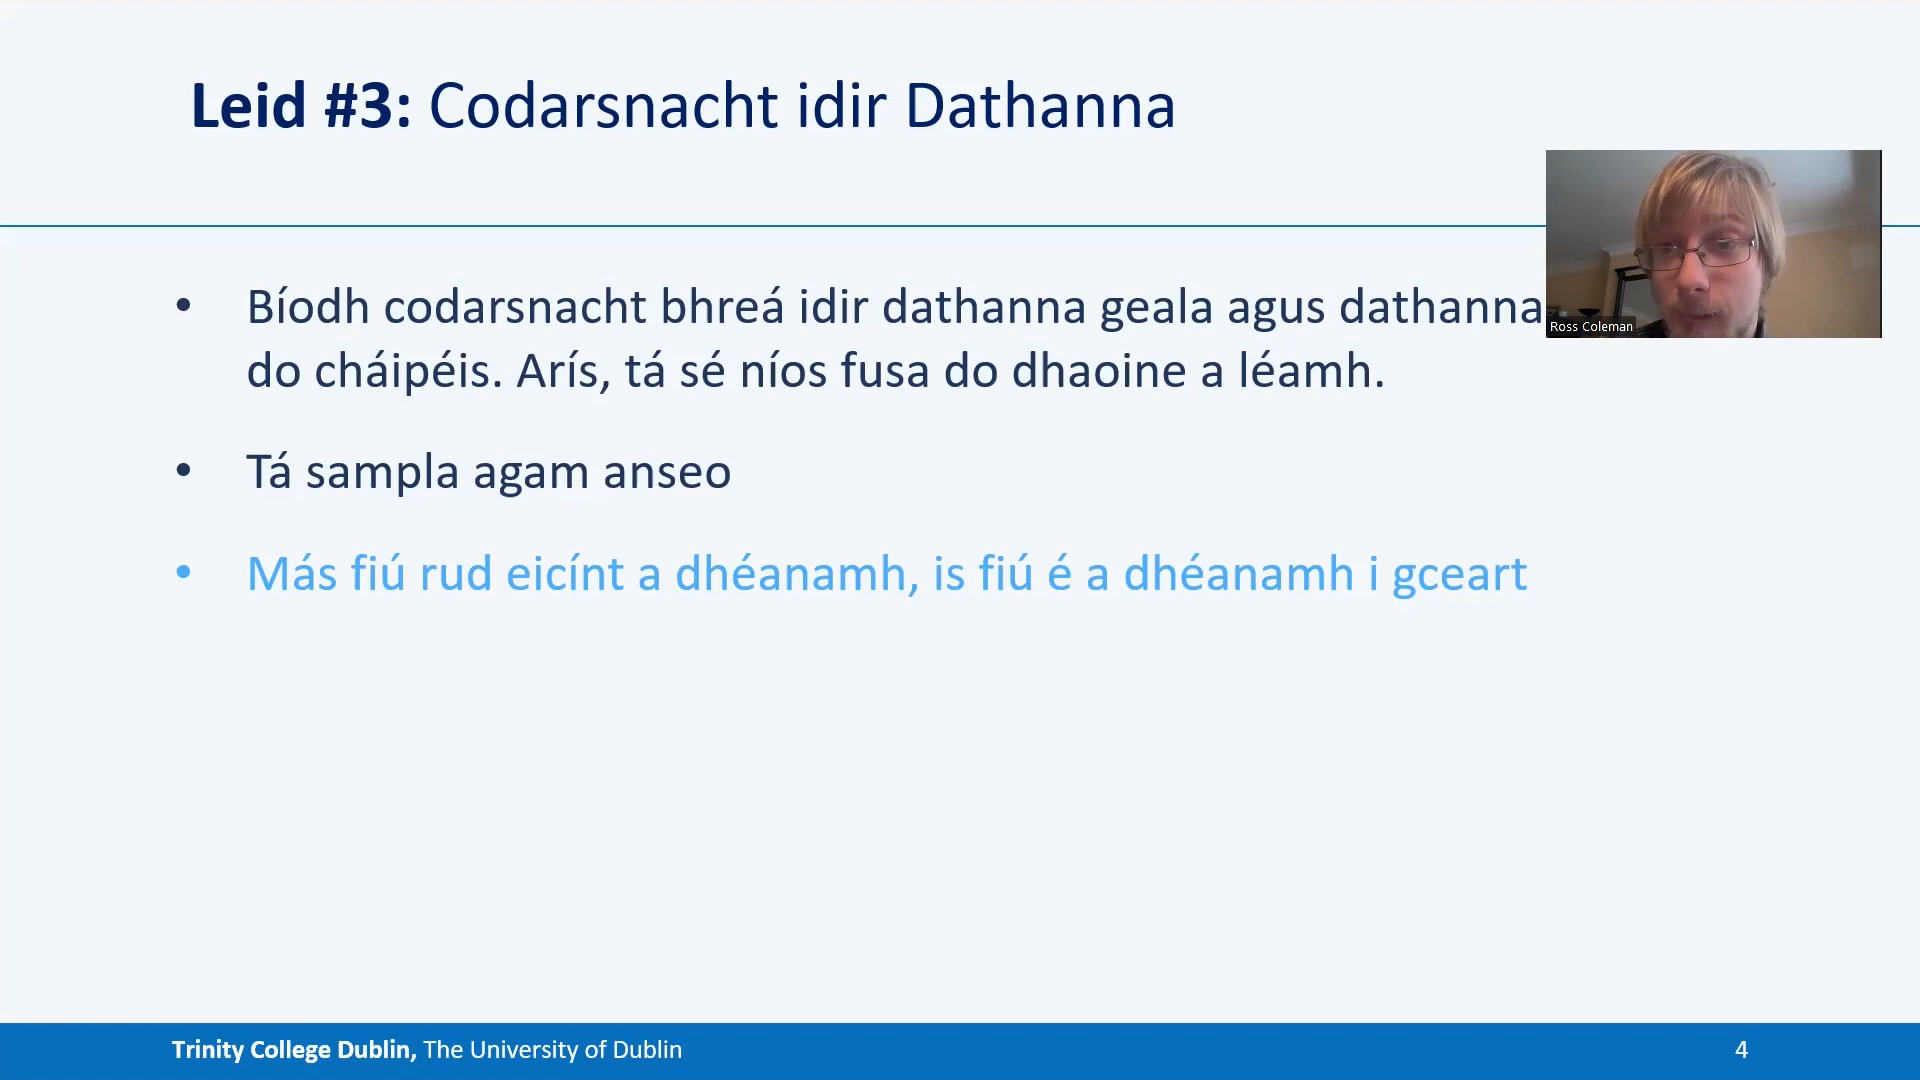 Leid #3: Codarsnacht idir Dathanna
• Bíodh codarsnacht bhreá idir dathanna geala agus dathanna
do cháipéis. Arís, tá sé níos fusa do dhaoine a léamh.
• Tá sampla agam anseo
• Más fiú rud eicínt a dhéanamh, is fiú é a dhéanamh i gceart
Ross Coleman
Trinity College Dublin, The University of Dublin
4